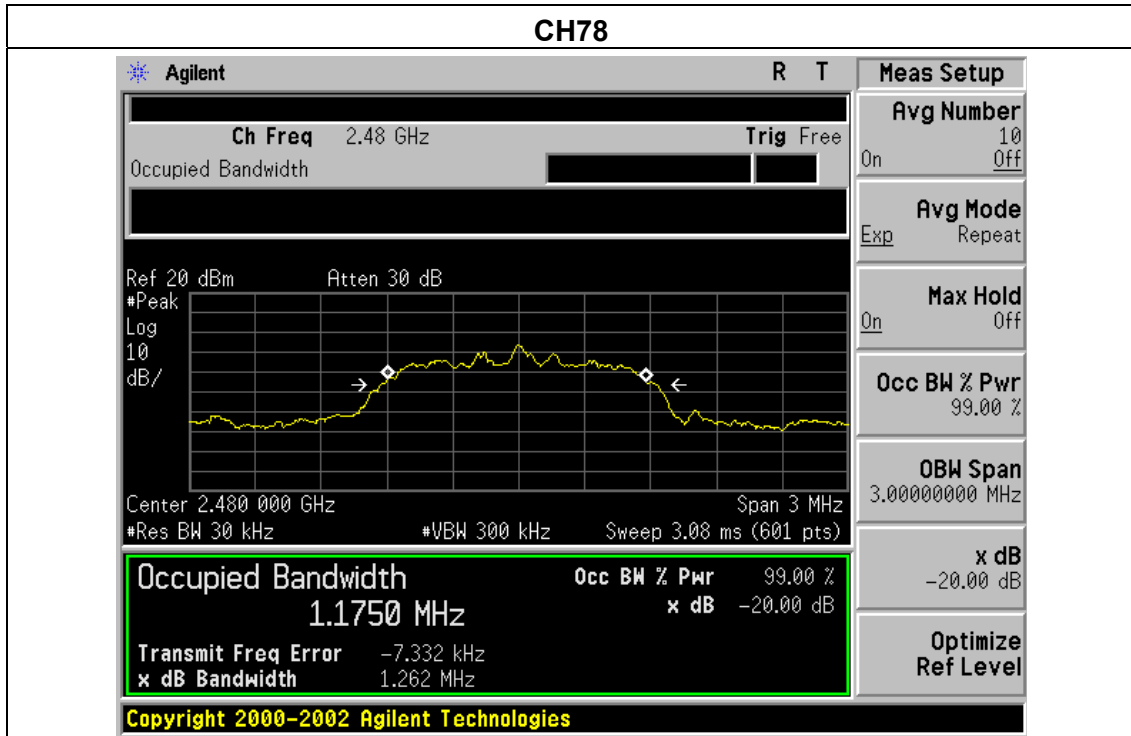 CH78
Agilent R T Meas Setup
Ch Freq 2.48 GHz Trig Free
Occupied Bandwidth
Avg Number
10
On Off
Avg Mode
Exp Repeat
Max Hold
On Off
Occ BW % Pwr
99.00 %
OBW Span
3.00000000 MHz
x dB
-20.00 dB
Optimize
Ref Level
Ref 20 dBm Atten 30 dB
#Peak
Log
10
dB/
Center 2.480 000 GHz Span 3 MHz
#Res BW 30 kHz #VBW 300 kHz Sweep 3.08 ms (601 pts)
Occupied Bandwidth Occ BW % Pwr 99.00 %
1.1750 MHz x dB -20.00 dB
Transmit Freq Error -7.332 kHz
x dB Bandwidth 1.262 MHz
Copyright 2000-2002 Agilent Technologies